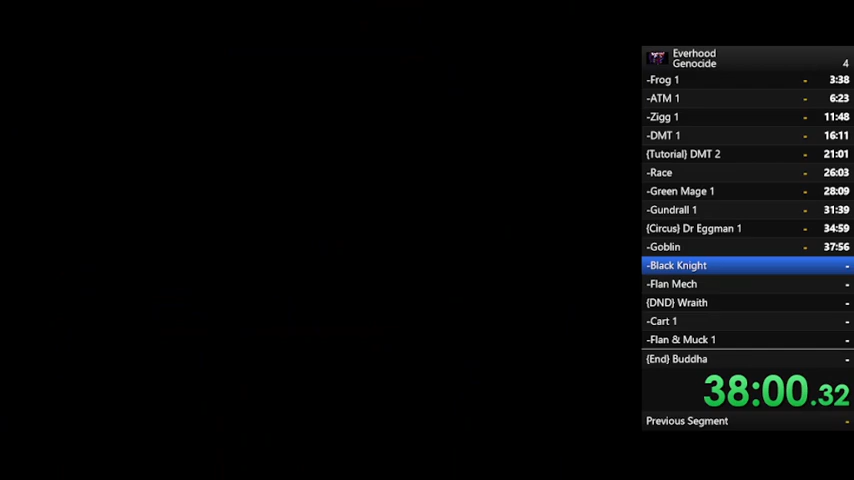 Everhood
Genocide 4
-Frog 1 - 3:38
-ATM 1 - 6:23
-Zigg 1 - 11:48
-DMT 1 - 16:11
{Tutorial} DMT 2 - 21:01
-Race - 26:03
-Green Mage 1 - 28:09
-Gundrall 1 - 31:39
{Circus} Dr Eggman 1 - 34:59
-Goblin - 37:56
-Black Knight -
-Flan Mech -
{DND} Wraith -
-Cart 1 -
-Flan & Muck 1 -
{End} Buddha -
38:00.32
Previous Segment -